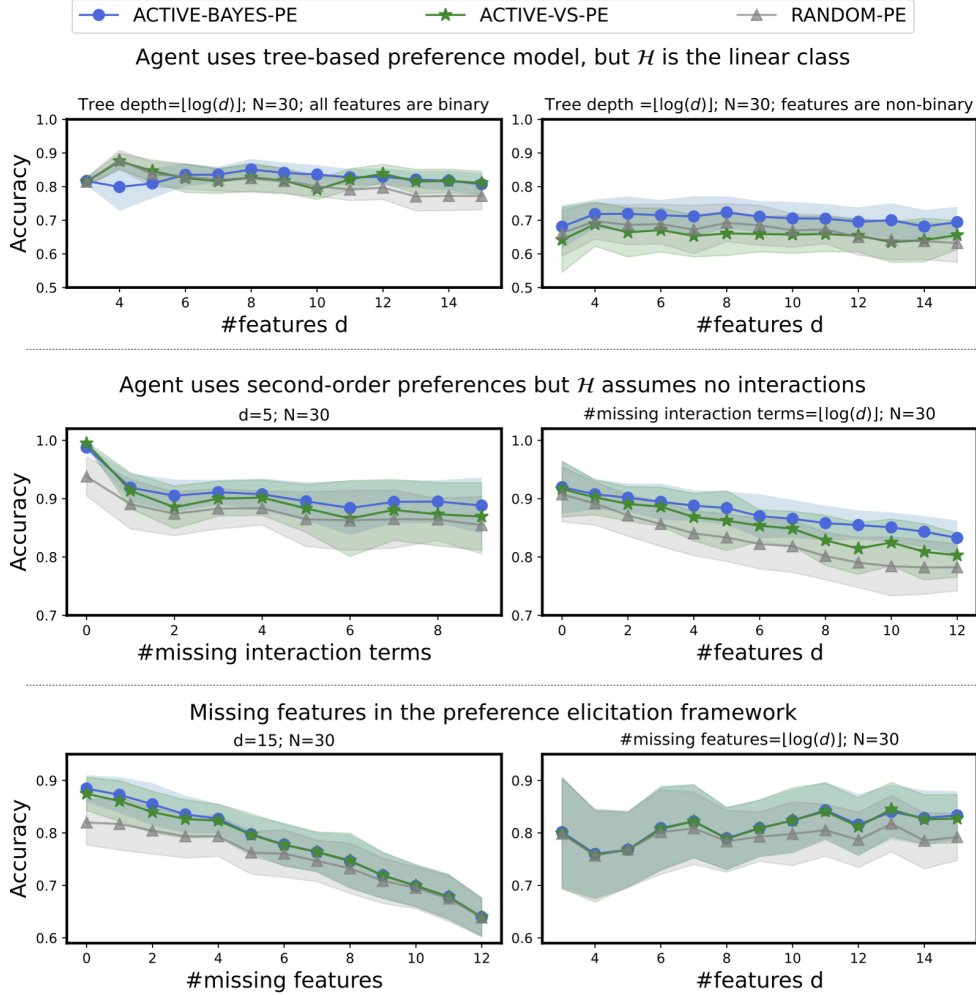 ACTIVE-BAYES-PE ACTIVE-VS-PE RANDOM-PE
Agent uses tree-based preference model, but ℋ is the linear class
Tree depth=⌊log(d)⌋; N=30; all features are binary
1.0
0.9
0.8
0.7
0.6
0.5
Accuracy
4 6 8 10 12 14
#features d
Tree depth =⌊log(d)⌋; N=30; features are non-binary
1.0
0.9
0.8
0.7
0.6
0.5
4 6 8 10 12 14
#features d
Agent uses second-order preferences but ℋ assumes no interactions
d=5; N=30
1.0
0.9
0.8
0.7
Accuracy
0 2 4 6 8
#missing interaction terms
#missing interaction terms=⌊log(d)⌋; N=30
1.0
0.9
0.8
0.7
0 2 4 6 8 10 12
#features d
Missing features in the preference elicitation framework
d=15; N=30
0.9
0.8
0.7
0.6
Accuracy
0 2 4 6 8 10 12
#missing features
#missing features=⌊log(d)⌋; N=30
0.9
0.8
0.7
0.6
4 6 8 10 12 14
#features d